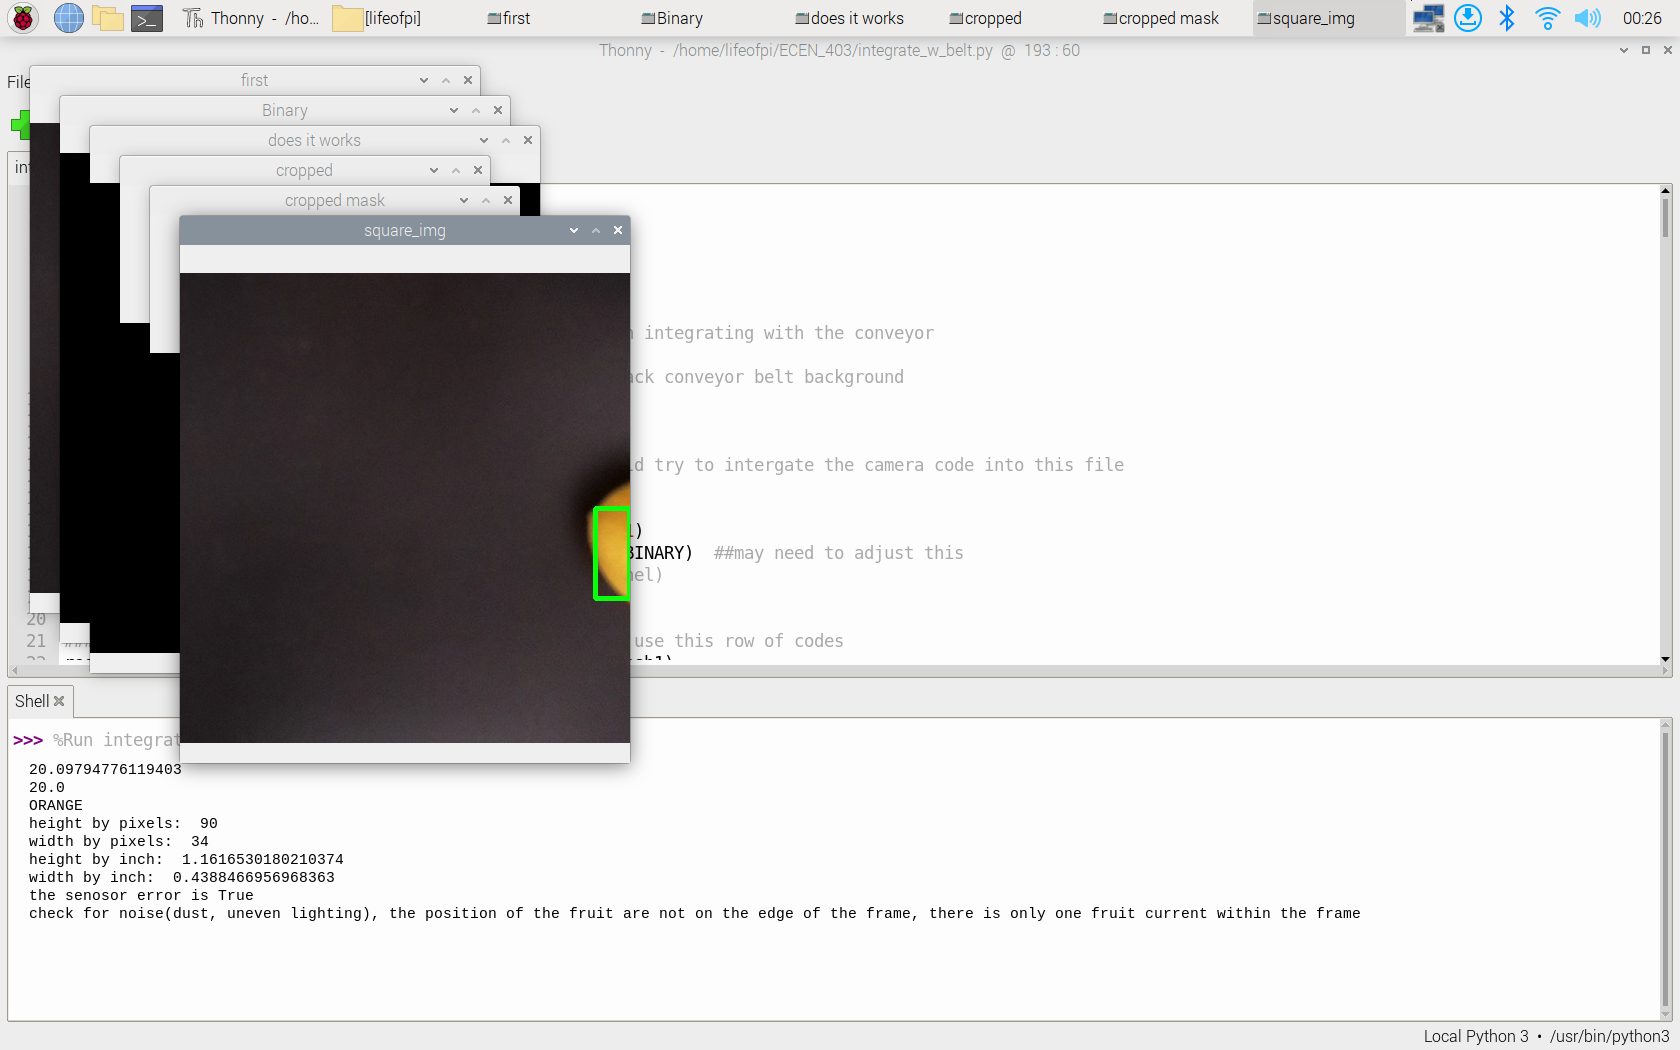 Thonny - /ho...
[lifeofpi]
first
Binary
does it works
cropped
cropped mask
square_img
00:26
Thonny - /home/lifeofpi/ECEN_403/integrate_w_belt.py @ 193 : 60
File
first
Binary
does it works
cropped
cropped mask
square_img
int
integrating with the conveyor
ack conveyor belt background
d try to intergate the camera code into this file
1)
BINARY) ##may need to adjust this
nel)
20
21 ### use this row of codes
22
Shell
>>> %Run integrat
20.09794776119403
20.0
ORANGE
height by pixels:  90
width by pixels:  34
height by inch:  1.1616530180210374
width by inch:  0.4388466956968363
the senosor error is True
check for noise(dust, uneven lighting), the position of the fruit are not on the edge of the frame, there is only one fruit current within the frame
Local Python 3 • /usr/bin/python3